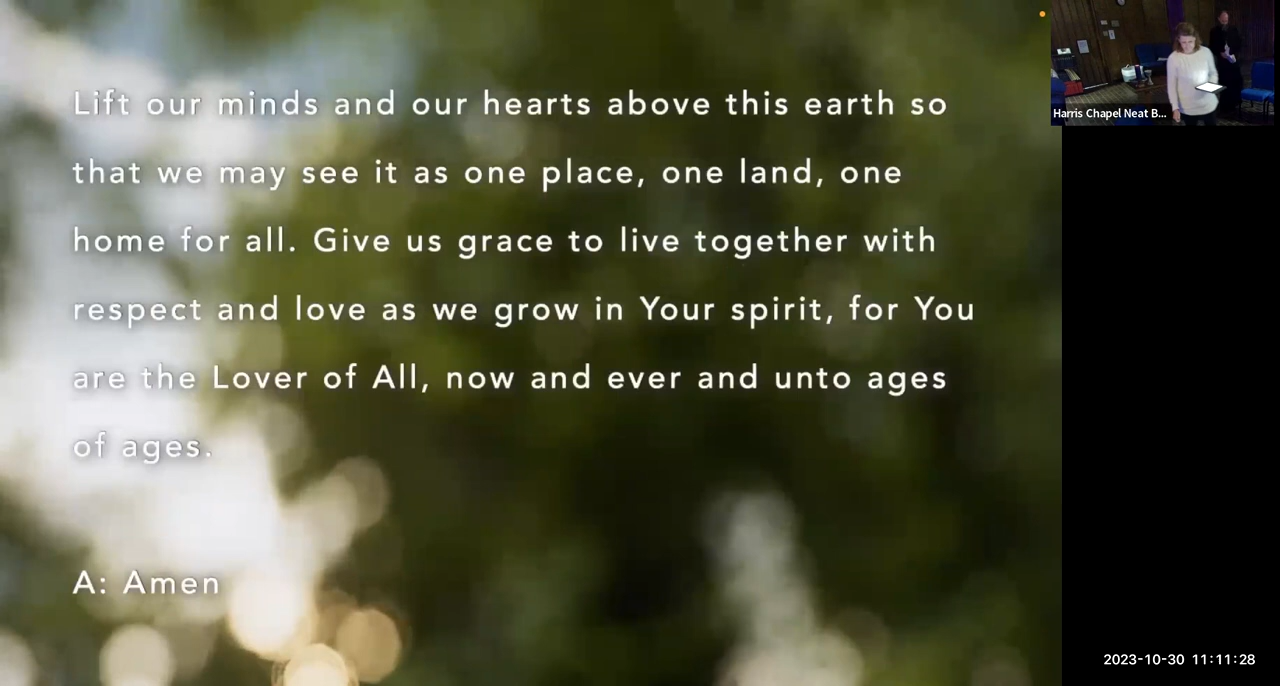 Lift our minds and our hearts above this earth so
that we may see it as one place, one land, one
home for all. Give us grace to live together with
respect and love as we grow in Your spirit, for You
are the Lover of All, now and ever and unto ages
of ages.
A: Amen
Harris Chapel Neat B...
2023-10-30 11:11:28